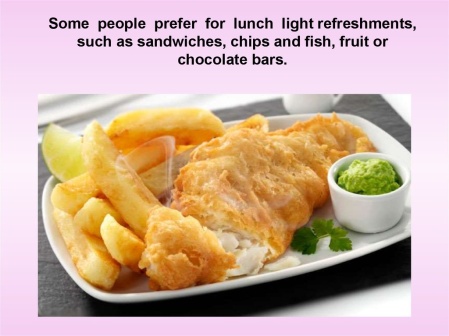 Some people prefer for lunch light refreshments,
such as sandwiches, chips and fish, fruit or
chocolate bars.